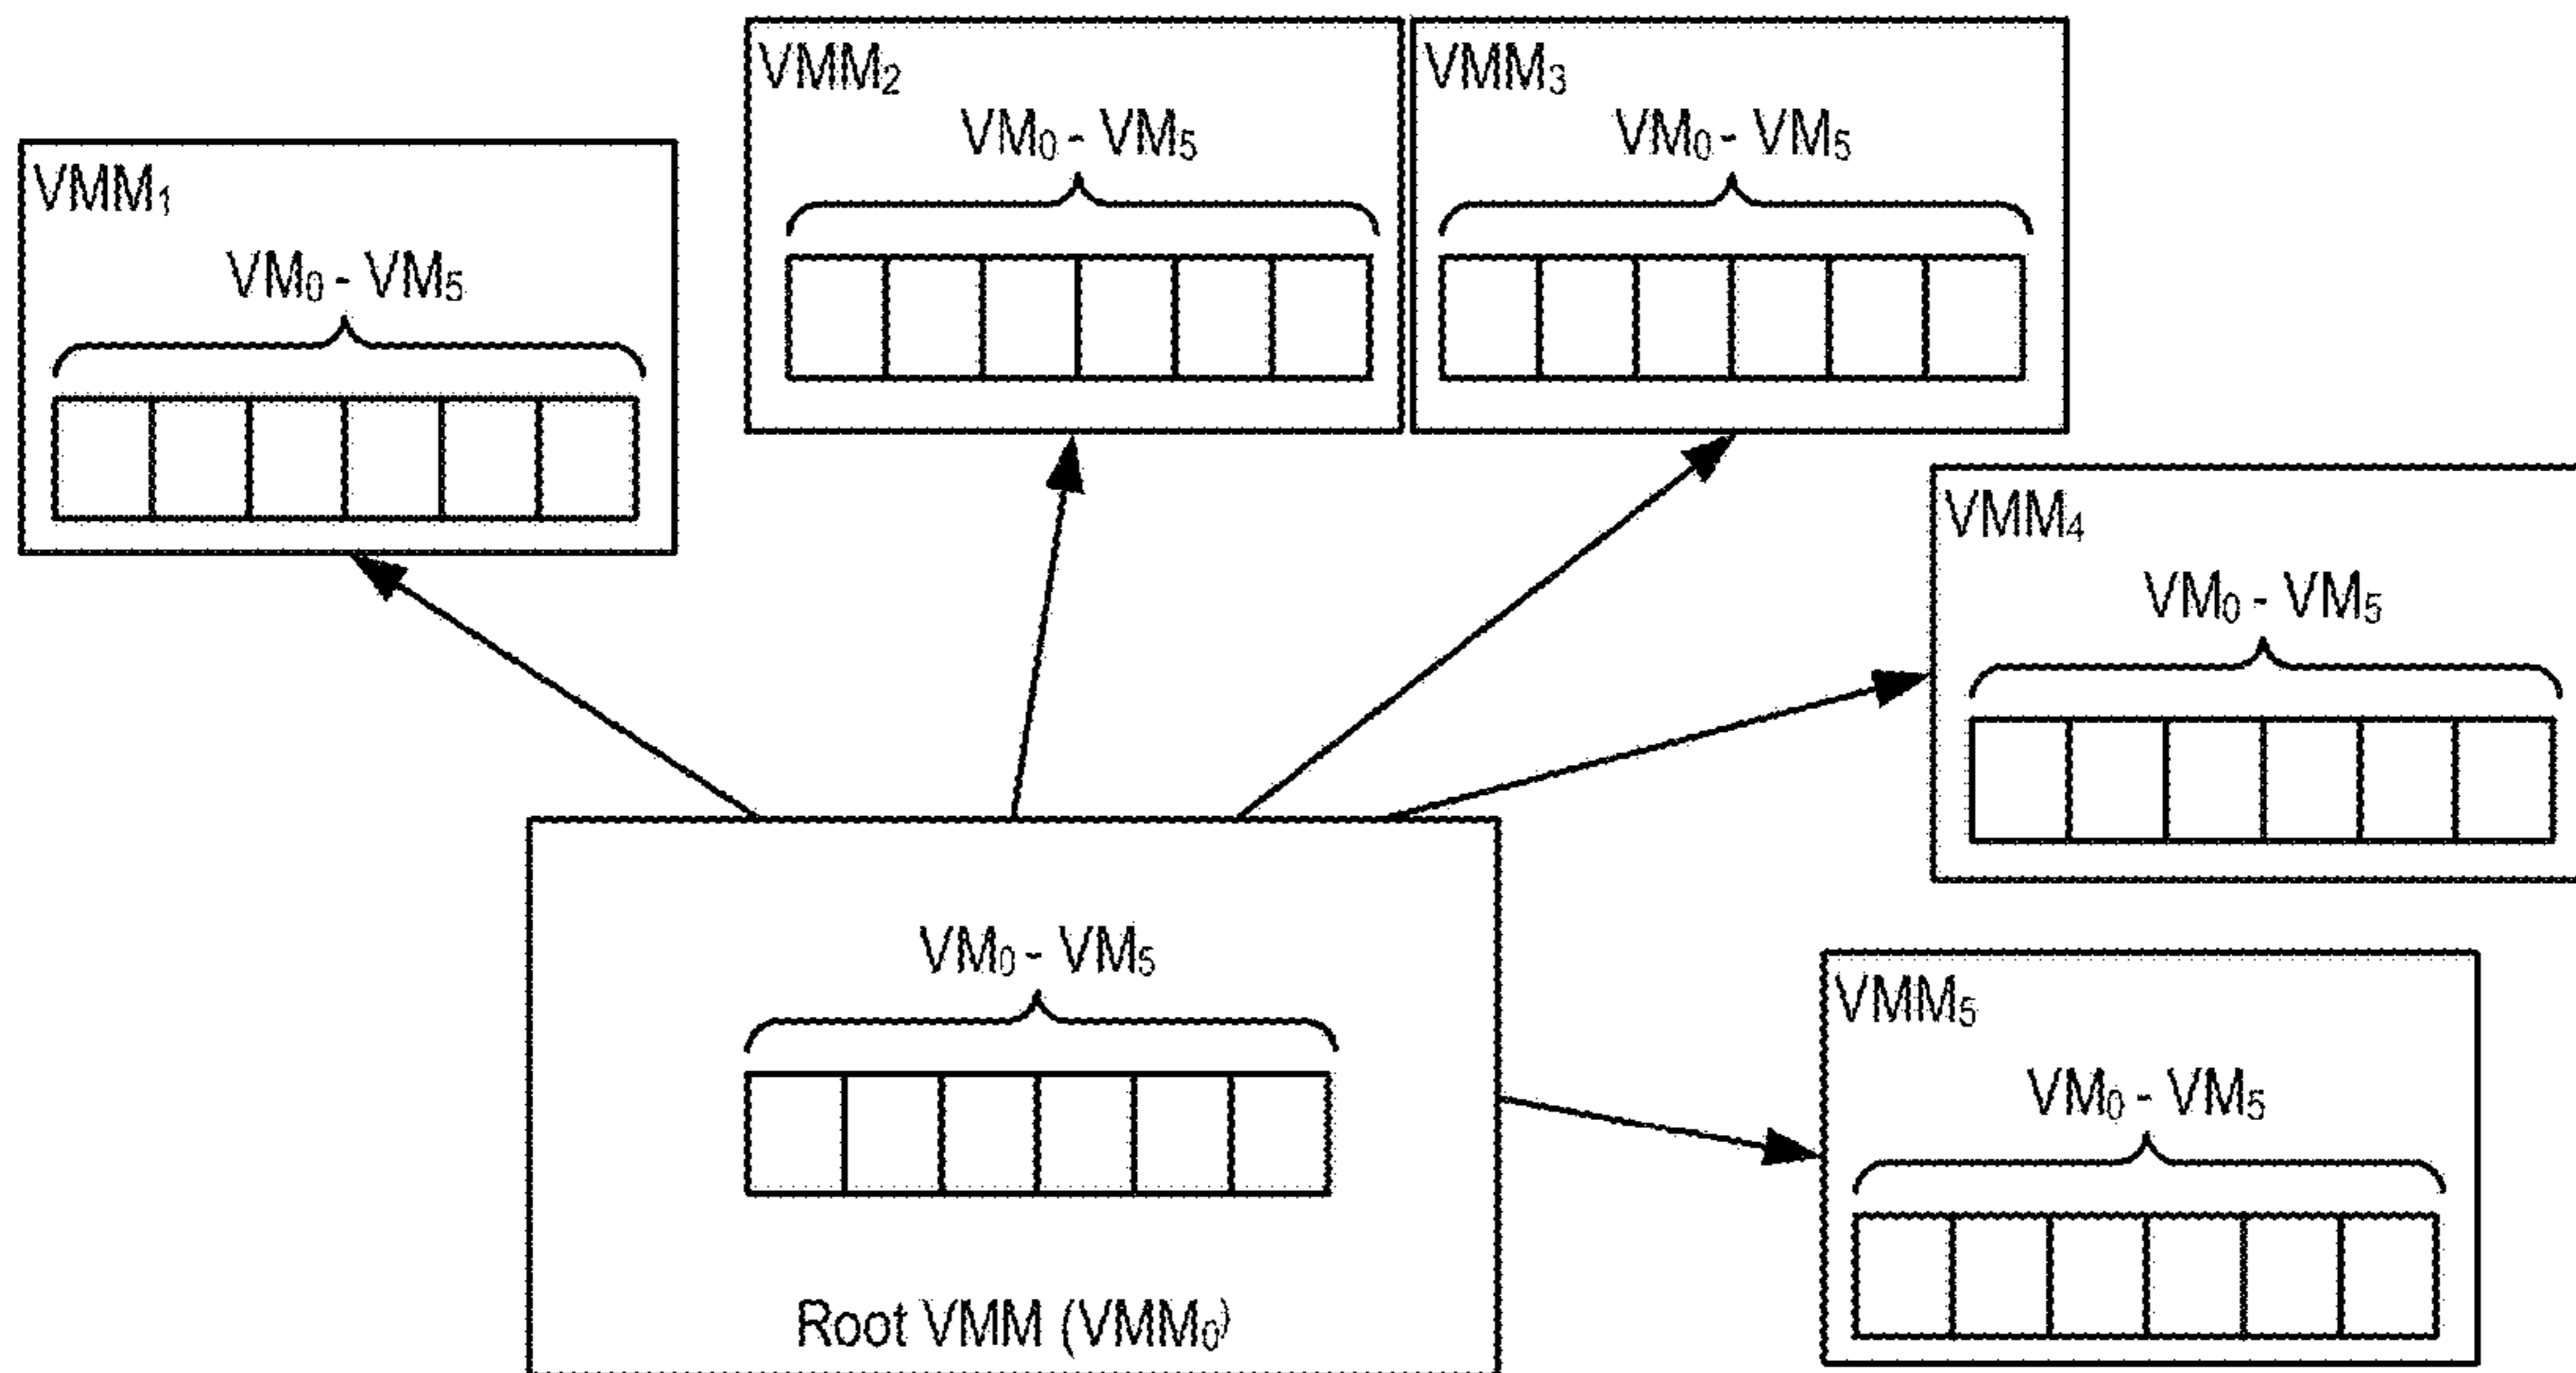 VMM₁
VM₀ - VM₅
VMM₂
VM₀ - VM₅
VMM₃
VM₀ - VM₅
VMM₄
VM₀ - VM₅
VM₀ - VM₅
Root VMM (VMM₀)
VMM₅
VM₀ - VM₅